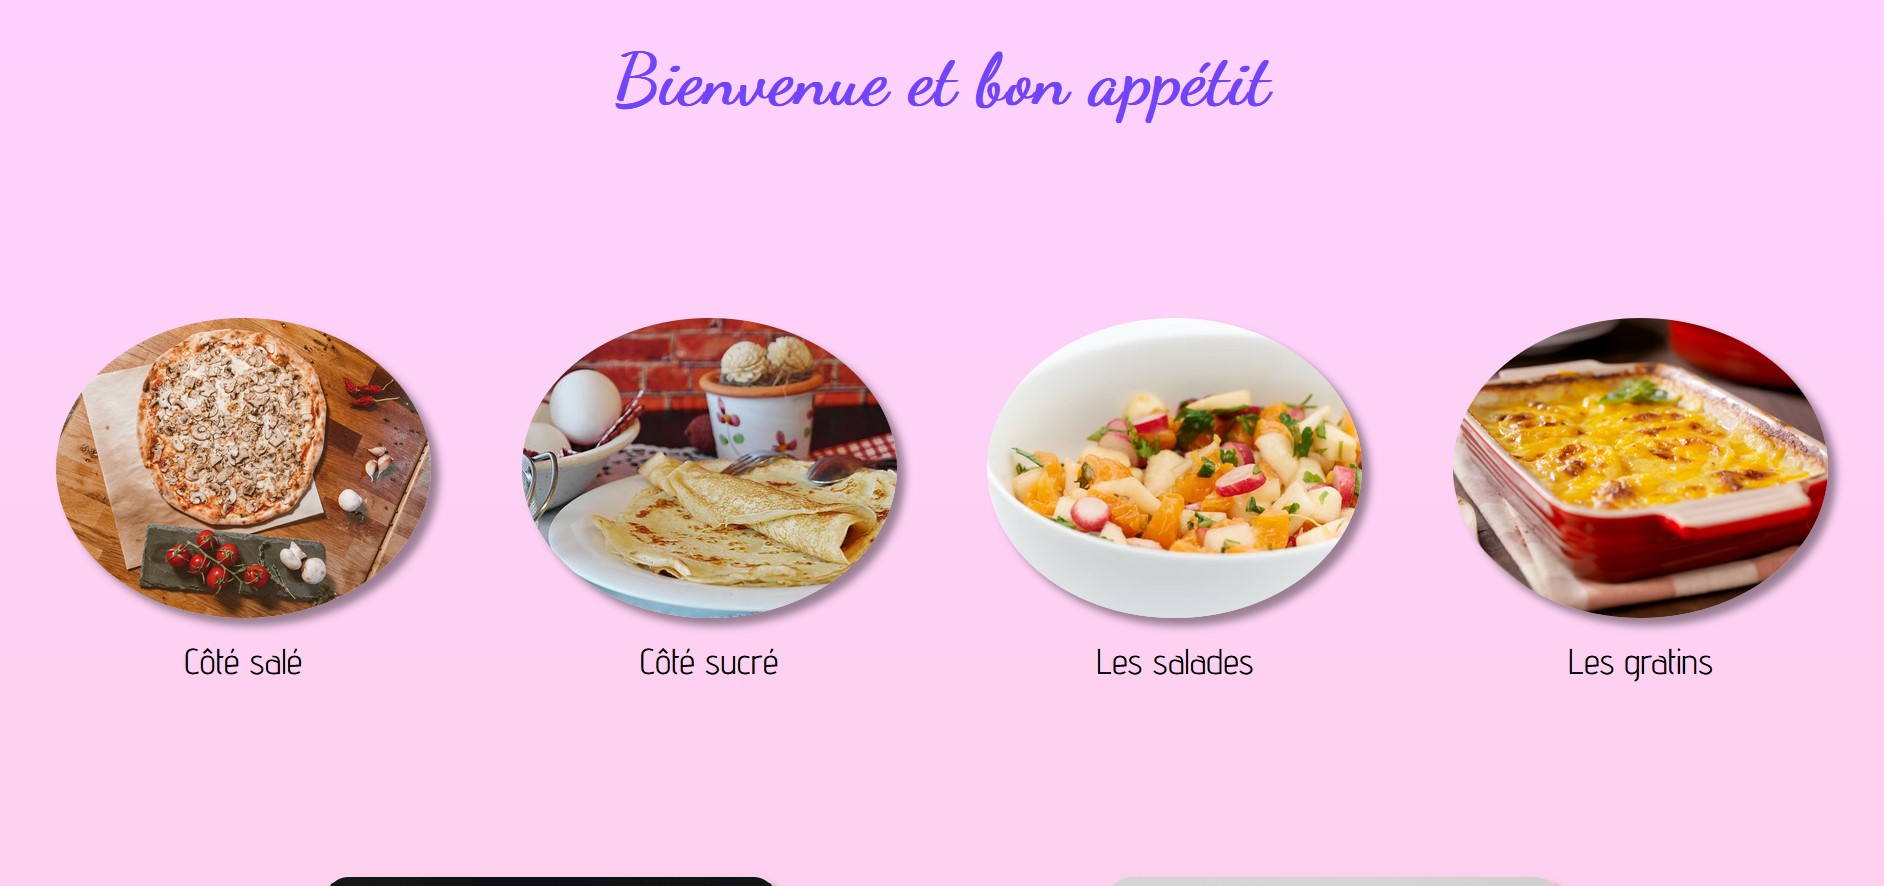 Bienvenue et bon appétit
Côté salé
Côté sucré
Les salades
Les gratins